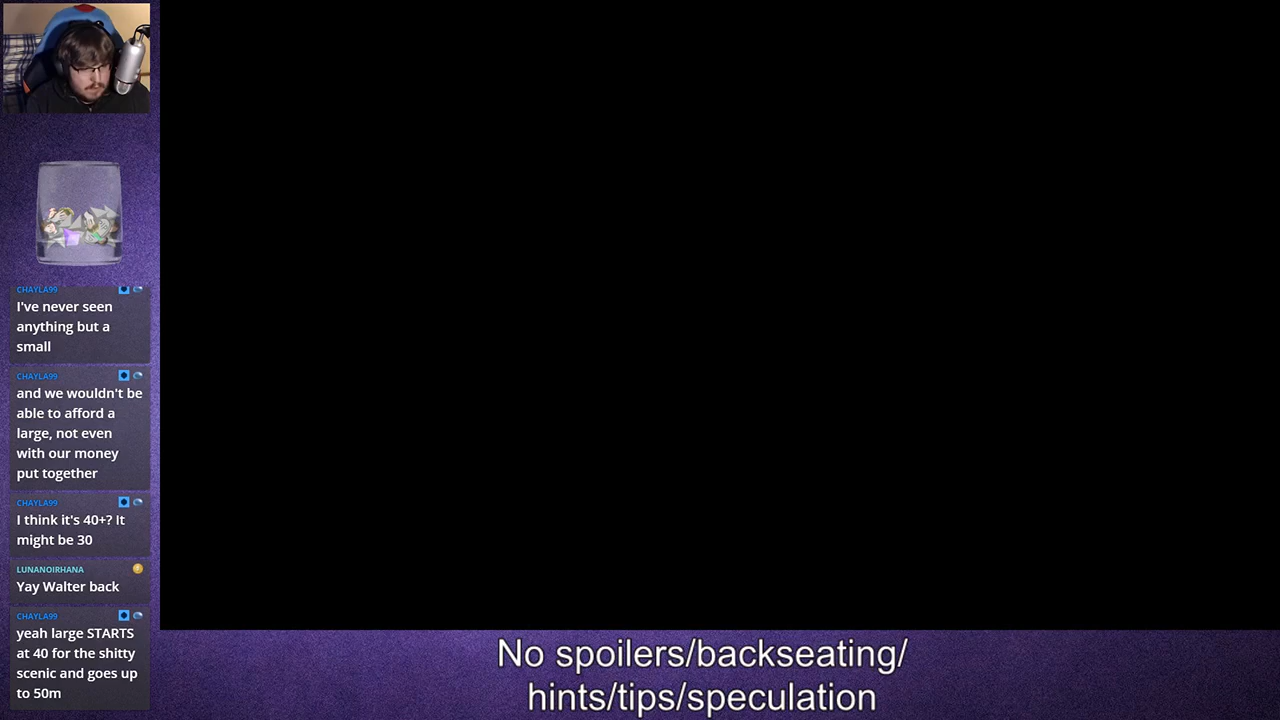 CHAYLA99
I've never seen
anything but a
small
CHAYLA99
and we wouldn't be
able to afford a
large, not even
with our money
put together
CHAYLA99
I think it's 40+? It
might be 30
LUNANOIRHANA
Yay Walter back
CHAYLA99
yeah large STARTS
at 40 for the shitty
scenic and goes up
to 50m
No spoilers/backseating/
hints/tips/speculation